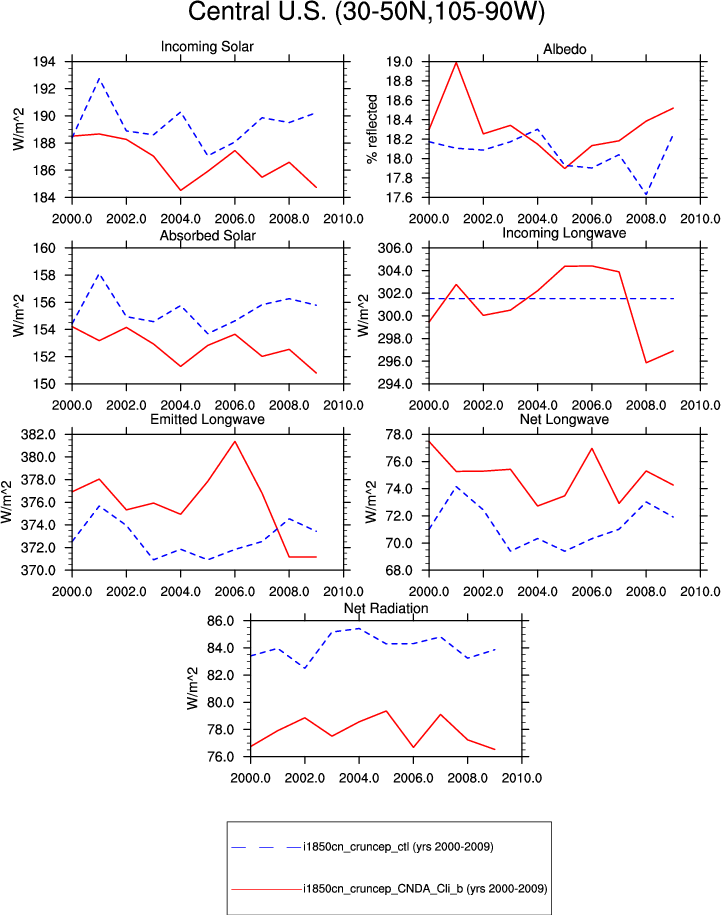 Central U.S. (30-50N,105-90W)
Incoming Solar
W/m^2
194
192
190
188
186
184
2000.0 2002.0 2004.0 2006.0 2008.0 2010.0
Albedo
% reflected
19.0
18.8
18.6
18.4
18.2
18.0
17.8
17.6
2000.0 2002.0 2004.0 2006.0 2008.0 2010.0
Absorbed Solar
W/m^2
160
158
156
154
152
150
2000.0 2002.0 2004.0 2006.0 2008.0 2010.0
Incoming Longwave
W/m^2
306.0
304.0
302.0
300.0
298.0
296.0
294.0
2000.0 2002.0 2004.0 2006.0 2008.0 2010.0
Emitted Longwave
W/m^2
382.0
380.0
378.0
376.0
374.0
372.0
370.0
2000.0 2002.0 2004.0 2006.0 2008.0 2010.0
Net Longwave
W/m^2
78.0
76.0
74.0
72.0
70.0
68.0
2000.0 2002.0 2004.0 2006.0 2008.0 2010.0
Net Radiation
W/m^2
86.0
84.0
82.0
80.0
78.0
76.0
2000.0 2002.0 2004.0 2006.0 2008.0 2010.0
i1850cn_cruncep_ctl (yrs 2000-2009)
i1850cn_cruncep_CNDA_Cli_b (yrs 2000-2009)